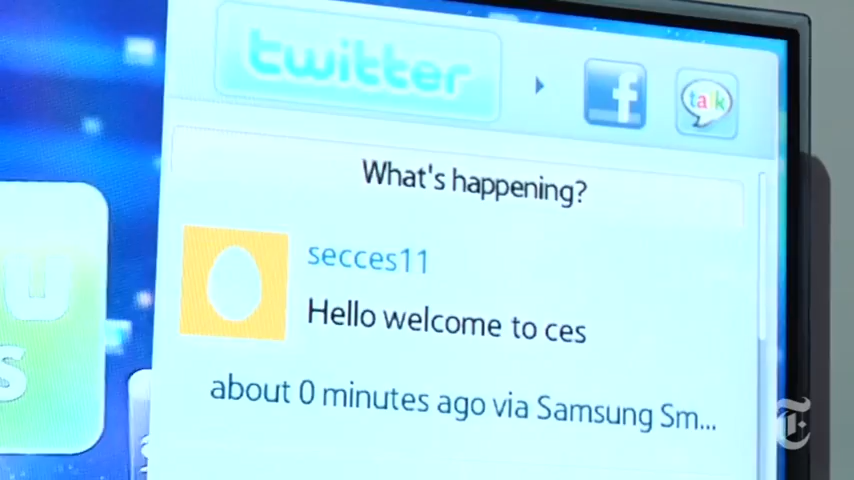 twitter
f
talk
What's happening?
secces11
Hello welcome to ces
about 0 minutes ago via Samsung Sm...
U
s
T